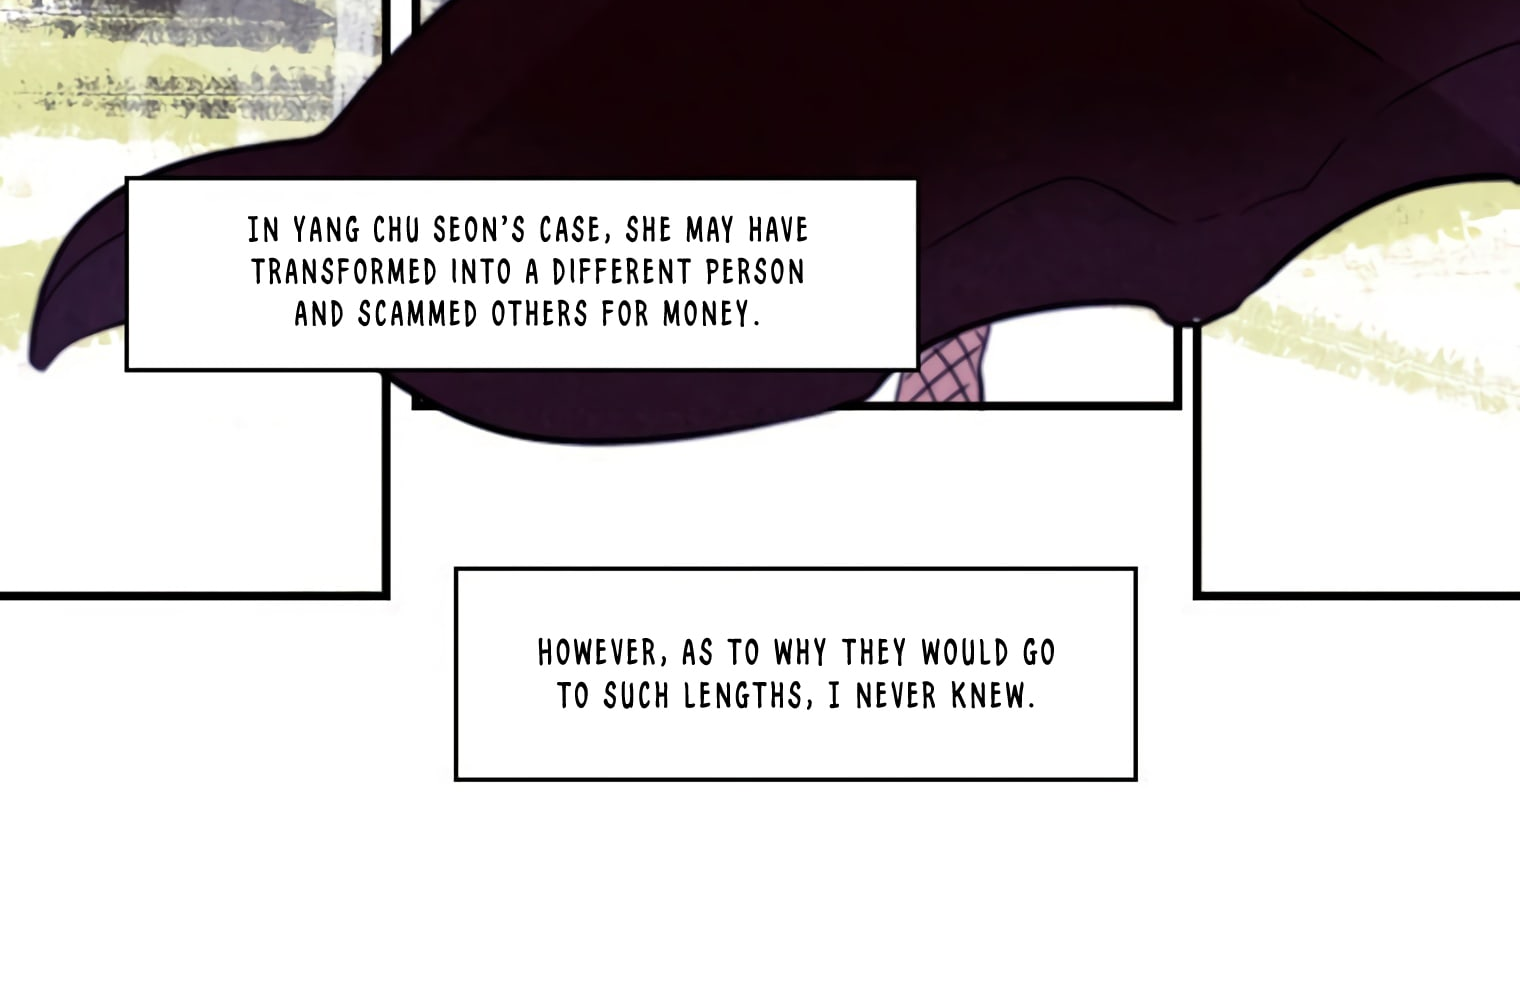 IN YANG CHU SEON'S CASE, SHE MAY HAVE
TRANSFORMED INTO A DIFFERENT PERSON
AND SCAMMED OTHERS FOR MONEY.
HOWEVER, AS TO WHY THEY WOULD GO
TO SUCH LENGTHS, I NEVER KNEW.